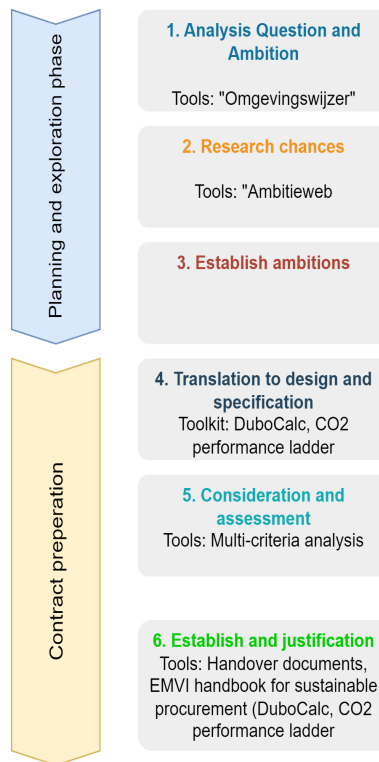 Planning and exploration phase
1. Analysis Question and
Ambition
Tools: "Omgevingswijzer"
2. Research chances
Tools: "Ambitieweb
3. Establish ambitions
Contract preperation
4. Translation to design and
specification
Toolkit: DuboCalc, CO2
performance ladder
5. Consideration and
assessment
Tools: Multi-criteria analysis
6. Establish and justification
Tools: Handover documents,
EMVI handbook for sustainable
procurement (DuboCalc, CO2
performance ladder